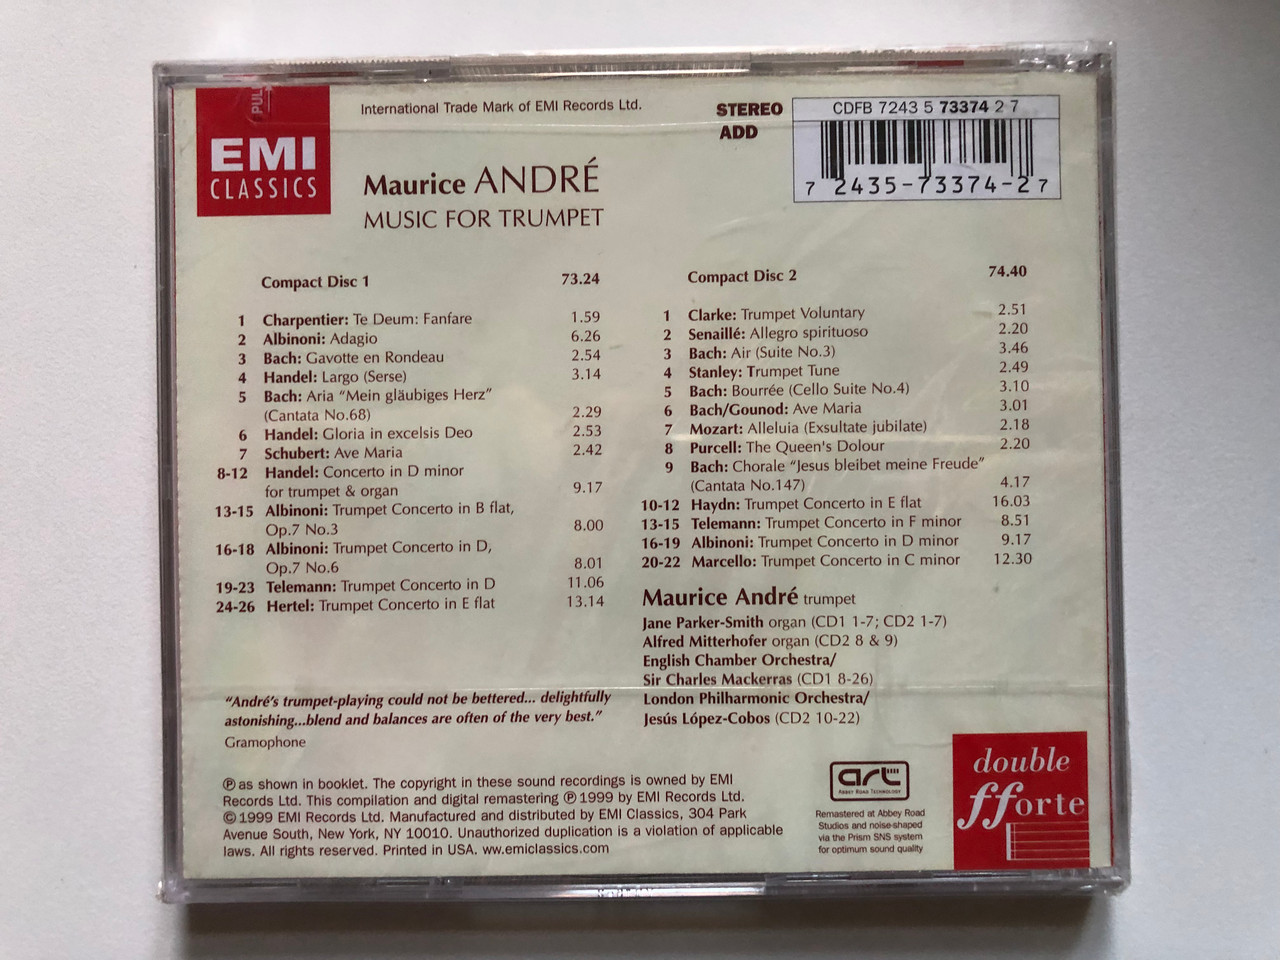 PULL
EMI
CLASSICS
International Trade Mark of EMI Records Ltd.
STEREO
ADD
CDFB 7243 5 73374 2 7
7 2435-73374-2 7
Maurice ANDRÉ
MUSIC FOR TRUMPET
Compact Disc 1 73.24
1 Charpentier: Te Deum: Fanfare 1.59
2 Albinoni: Adagio 6.26
3 Bach: Gavotte en Rondeau 2.54
4 Handel: Largo (Serse) 3.14
5 Bach: Aria “Mein gläubiges Herz”
(Cantata No.68) 2.29
6 Handel: Gloria in excelsis Deo 2.53
7 Schubert: Ave Maria 2.42
8-12 Handel: Concerto in D minor
for trumpet & organ 9.17
13-15 Albinoni: Trumpet Concerto in B flat,
Op.7 No.3 8.00
16-18 Albinoni: Trumpet Concerto in D,
Op.7 No.6 8.01
19-23 Telemann: Trumpet Concerto in D 11.06
24-26 Hertel: Trumpet Concerto in E flat 13.14
“André's trumpet-playing could not be bettered... delightfully
astonishing...blend and balances are often of the very best.”
Gramophone
Compact Disc 2 74.40
1 Clarke: Trumpet Voluntary 2.51
2 Senaillé: Allegro spirituoso 2.20
3 Bach: Air (Suite No.3) 3.46
4 Stanley: Trumpet Tune 2.49
5 Bach: Bourrée (Cello Suite No.4) 3.10
6 Bach/Gounod: Ave Maria 3.01
7 Mozart: Alleluia (Exsultate jubilate) 2.18
8 Purcell: The Queen's Dolour 2.20
9 Bach: Chorale “Jesus bleibet meine Freude”
(Cantata No.147) 4.17
10-12 Haydn: Trumpet Concerto in E flat 16.03
13-15 Telemann: Trumpet Concerto in F minor 8.51
16-19 Albinoni: Trumpet Concerto in D minor 9.17
20-22 Marcello: Trumpet Concerto in C minor 12.30
Maurice André trumpet
Jane Parker-Smith organ (CD1 1-7; CD2 1-7)
Alfred Mitterhofer organ (CD2 8 & 9)
English Chamber Orchestra/
Sir Charles Mackerras (CD1 8-26)
London Philharmonic Orchestra/
Jesús López-Cobos (CD2 10-22)
℗ as shown in booklet. The copyright in these sound recordings is owned by EMI
Records Ltd. This compilation and digital remastering ℗ 1999 by EMI Records Ltd.
© 1999 EMI Records Ltd. Manufactured and distributed by EMI Classics, 304 Park
Avenue South, New York, NY 10010. Unauthorized duplication is a violation of applicable
laws. All rights reserved. Printed in USA. ww.emiclassics.com
art
ABBEY ROAD TECHNOLOGY
Remastered at Abbey Road
Studios and noise-shaped
via the Prism SNS system
for optimum sound quality
double
fforte